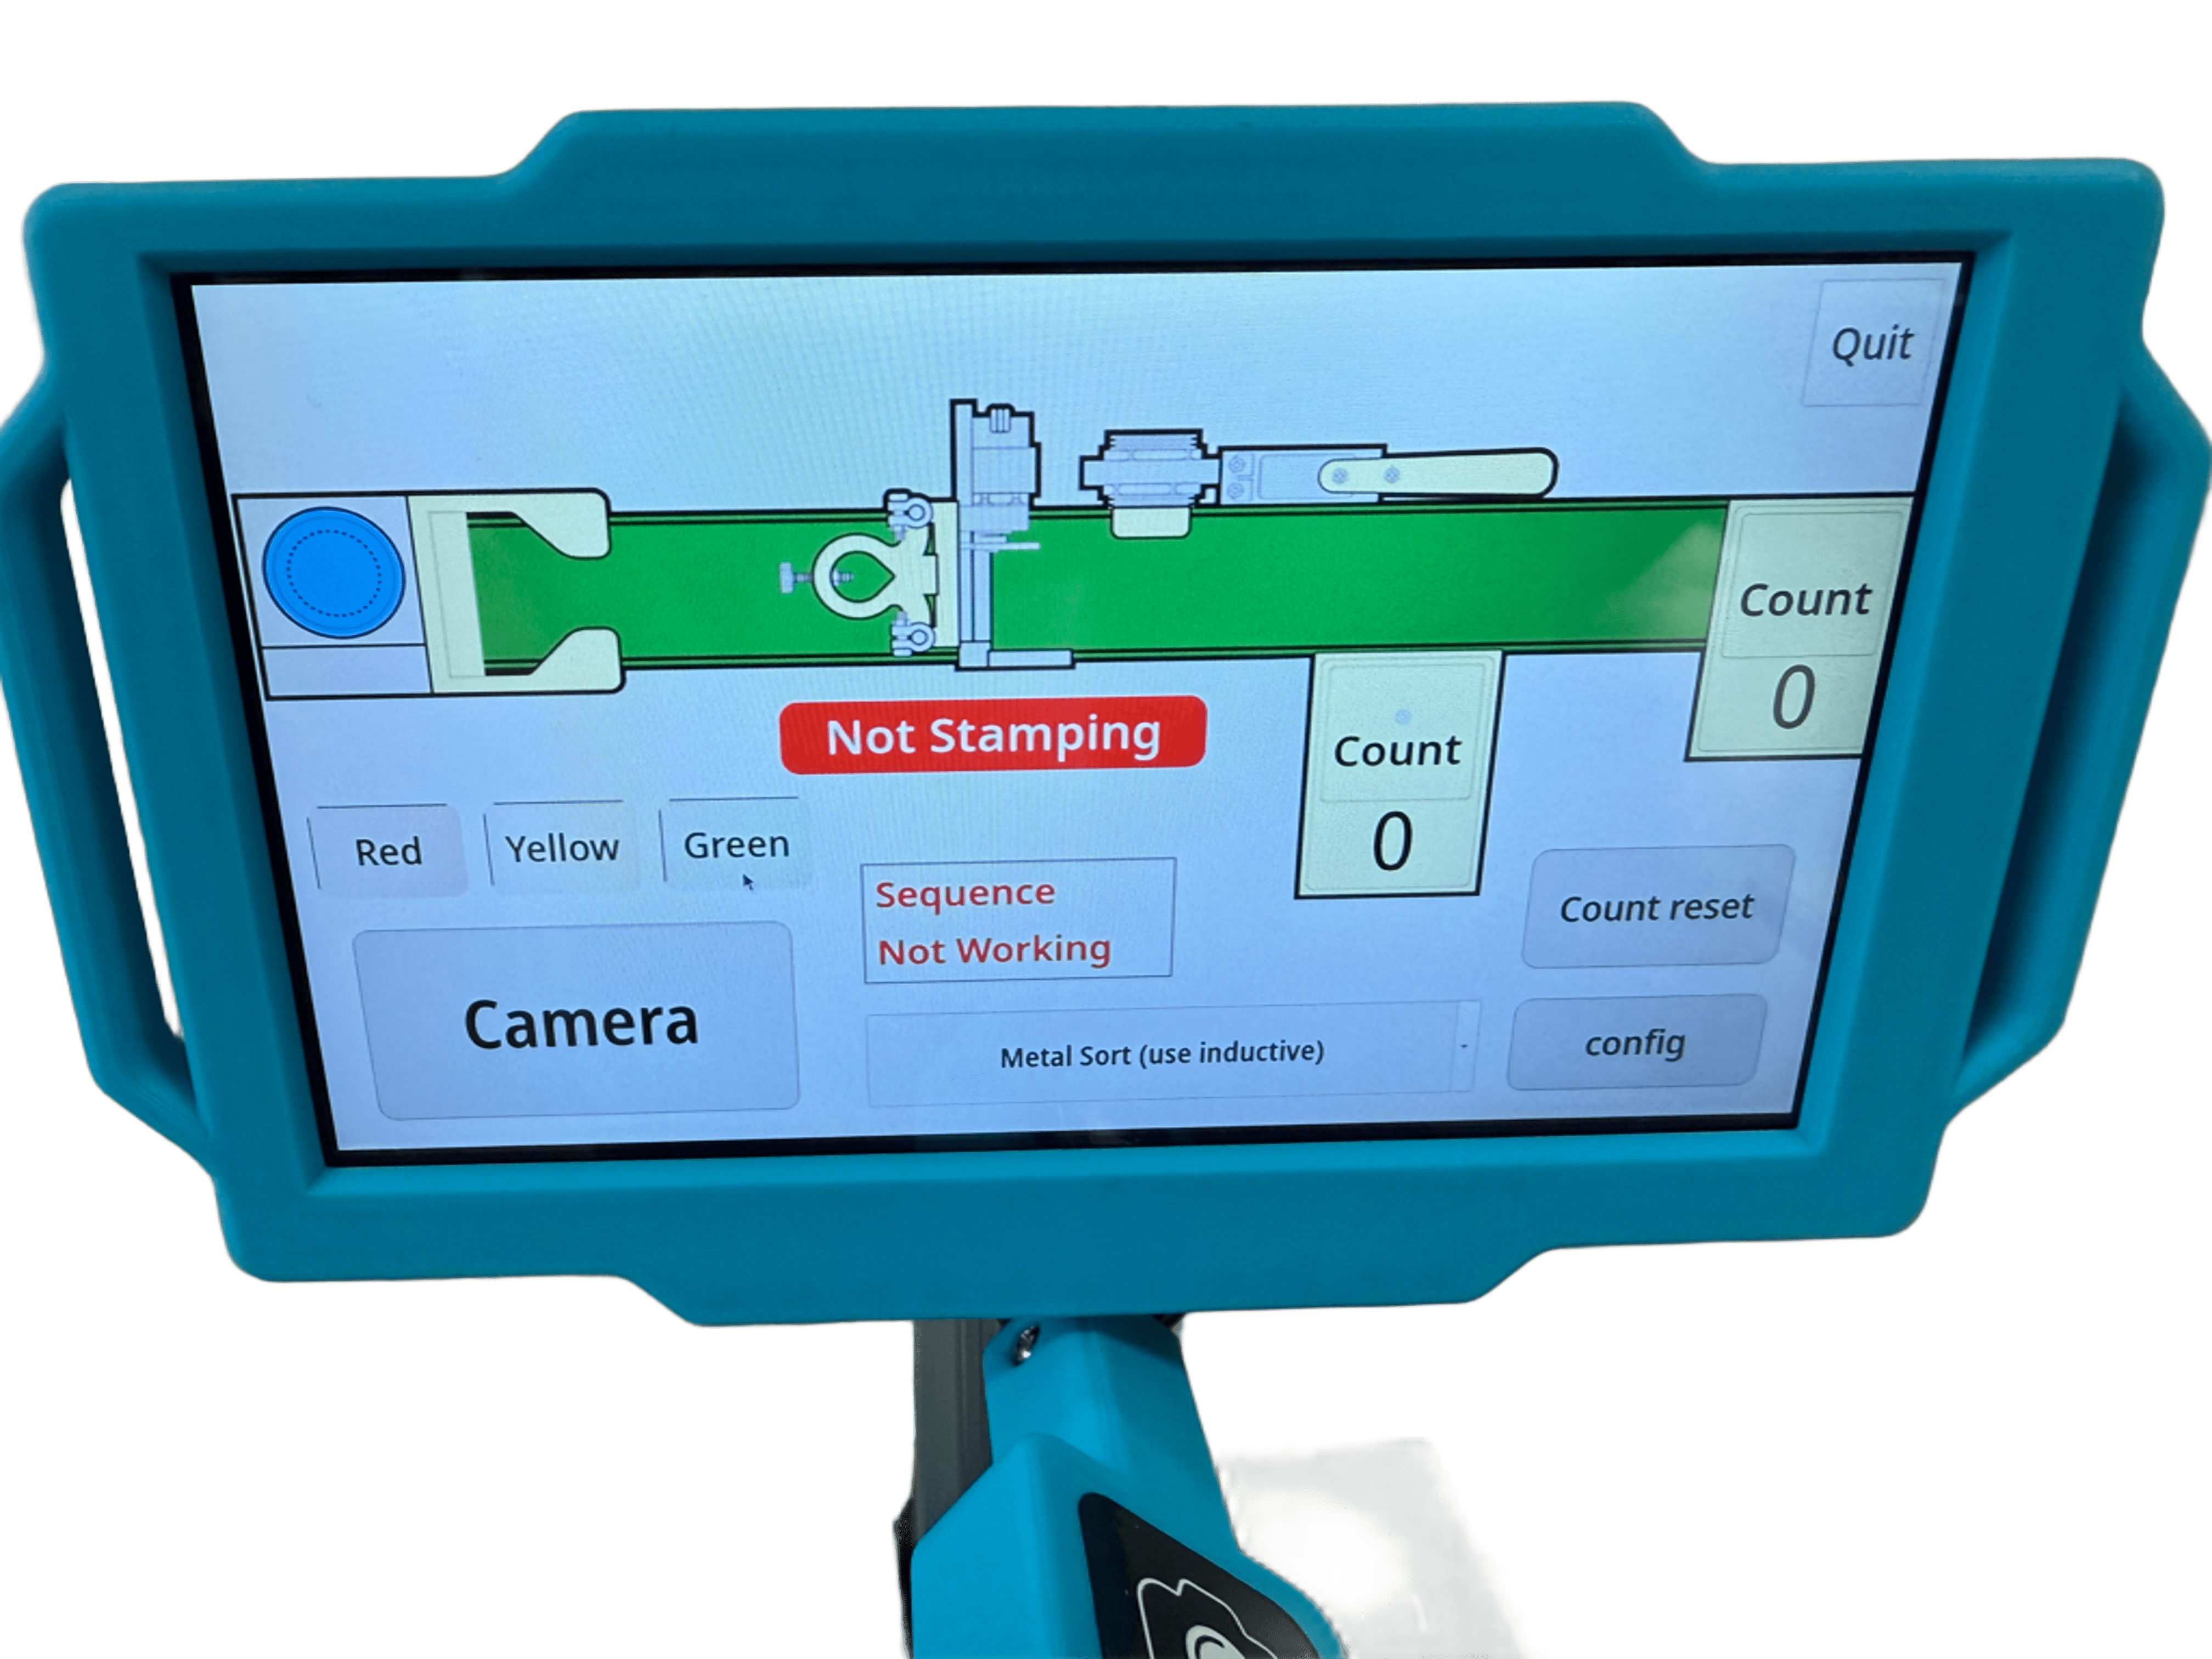 Quit
Count
0
Not Stamping
Count
0
Red
Yellow
Green
Sequence
Not Working
Count reset
Camera
Metal Sort (use inductive)
config